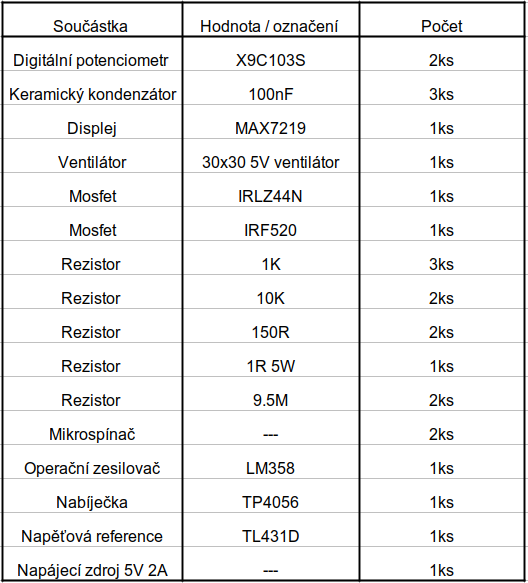 Součástka Hodnota / označení Počet
Digitální potenciometr X9C103S 2ks
Keramický kondenzátor 100nF 3ks
Displej MAX7219 1ks
Ventilátor 30x30 5V ventilátor 1ks
Mosfet IRLZ44N 1ks
Mosfet IRF520 1ks
Rezistor 1K 3ks
Rezistor 10K 2ks
Rezistor 150R 2ks
Rezistor 1R 5W 1ks
Rezistor 9.5M 2ks
Mikrospínač --- 2ks
Operační zesilovač LM358 1ks
Nabíječka TP4056 1ks
Napěťová reference TL431D 1ks
Napájecí zdroj 5V 2A --- 1ks